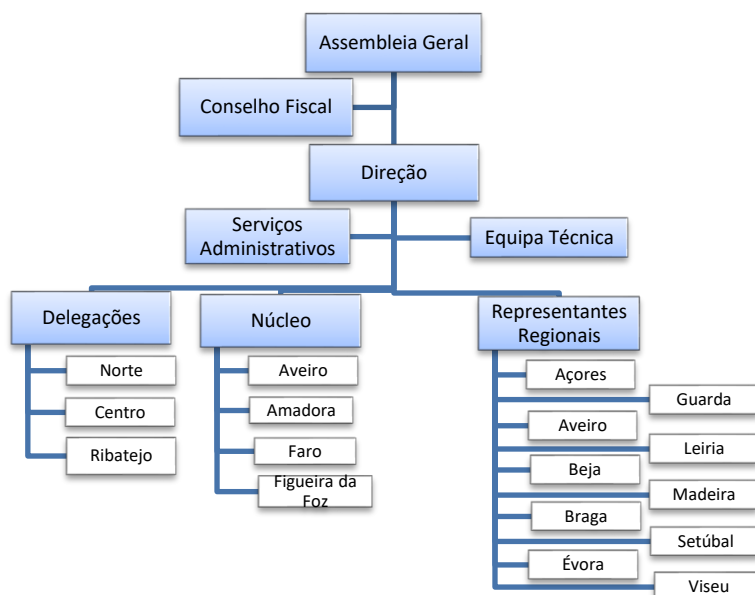 Assembleia Geral
Conselho Fiscal
Direção
Serviços
Administrativos
Equipa Técnica
Delegações
Norte
Centro
Ribatejo
Núcleo
Aveiro
Amadora
Faro
Figueira da
Foz
Representantes
Regionais
Açores
Guarda
Aveiro
Leiria
Beja
Madeira
Braga
Setúbal
Évora
Viseu